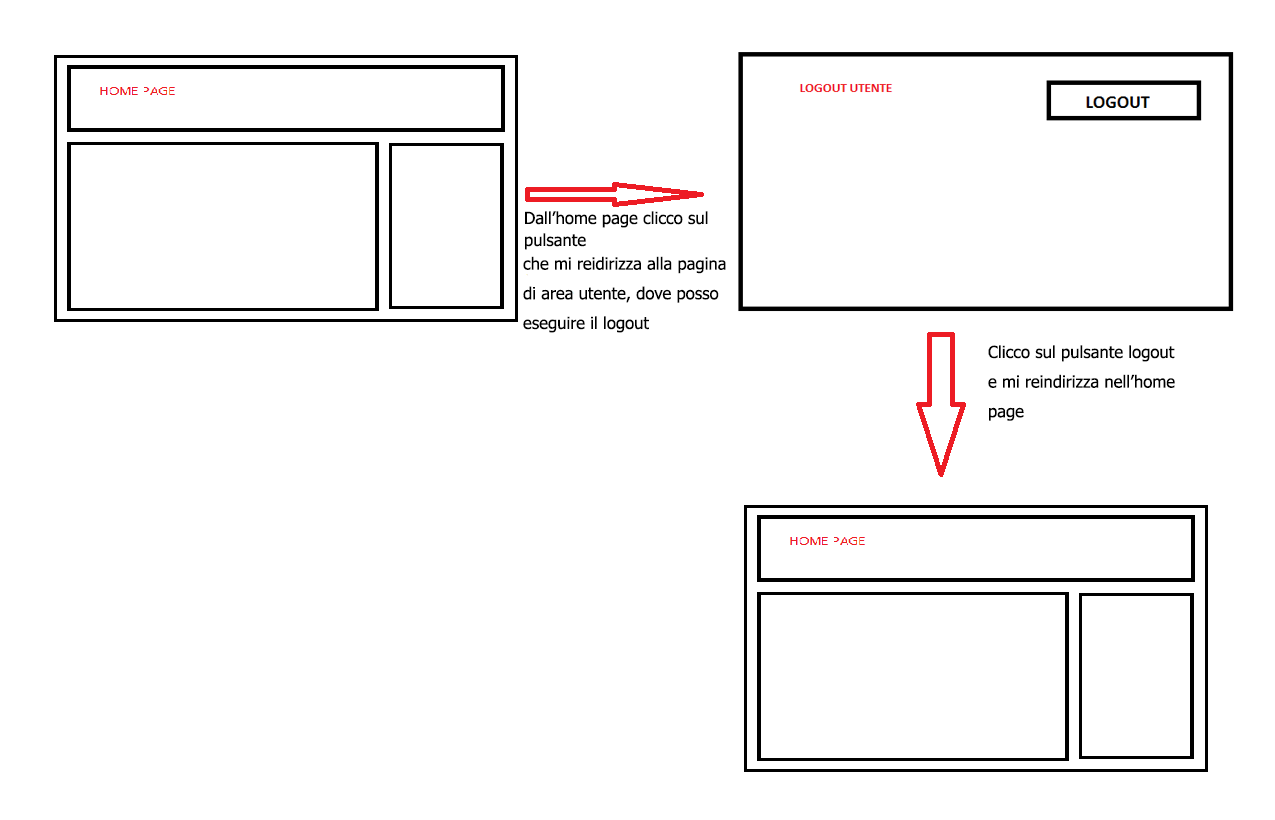 HOME PAGE
LOGOUT UTENTE
LOGOUT
Dall’home page clicco sul
pulsante
che mi reidirizza alla pagina
di area utente, dove posso
eseguire il logout
Clicco sul pulsante logout
e mi reindirizza nell’home
page
HOME PAGE